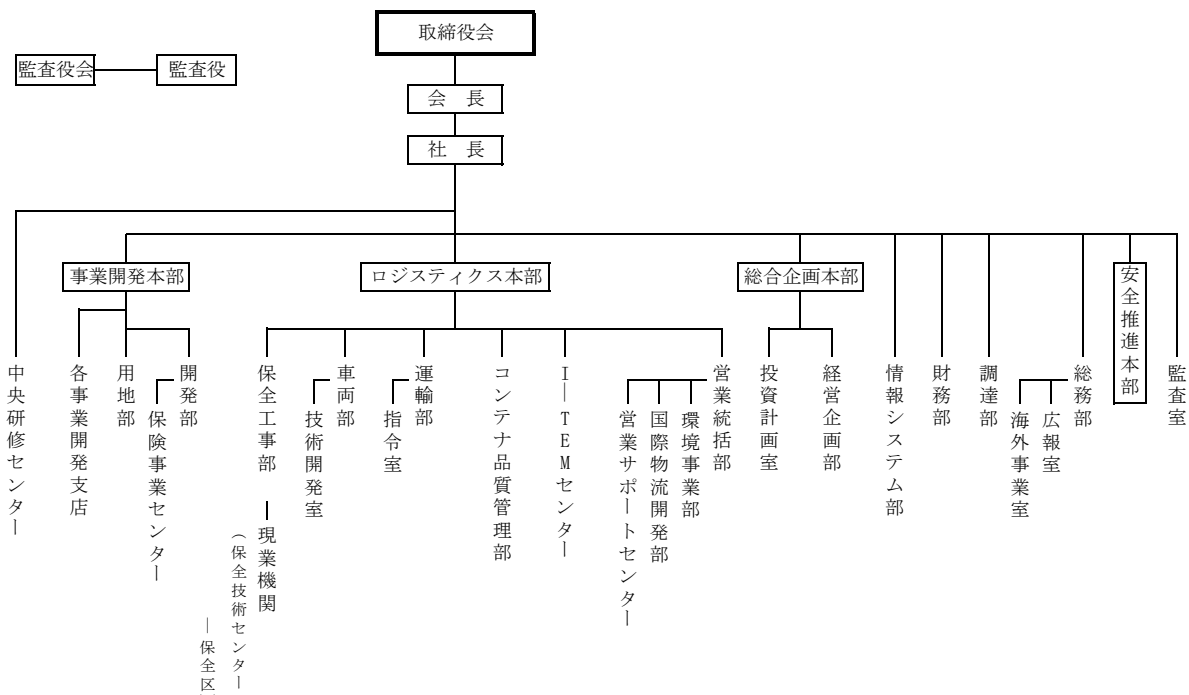 取締役会
監査役会
監査役
会　長
社　長
事業開発本部
ロジスティクス本部
総合企画本部
安全推進本部
中央研修センター
各事業開発支店
用地部
開発部
保険事業センター
保全工事部
現業機関
（保全技術センター
―保全区
車両部
技術開発室
運輸部
指令室
コンテナ品質管理部
I―TEMセンター
営業統括部
環境事業部
国際物流開発部
営業サポートセンター
投資計画室
経営企画部
情報システム部
財務部
調達部
総務部
広報室
海外事業室
監査室